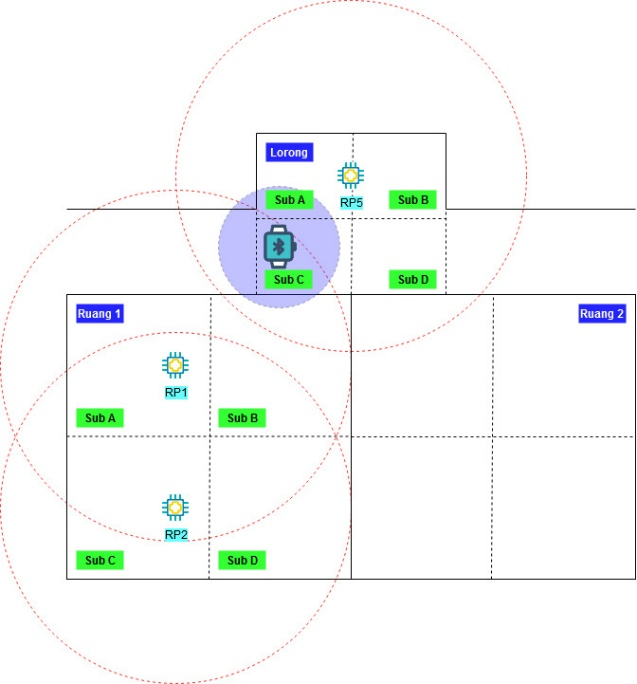 Lorong
Sub A
RP5
Sub B
Sub C
Sub D
Ruang 1
Ruang 2
RP1
Sub A
Sub B
RP2
Sub C
Sub D